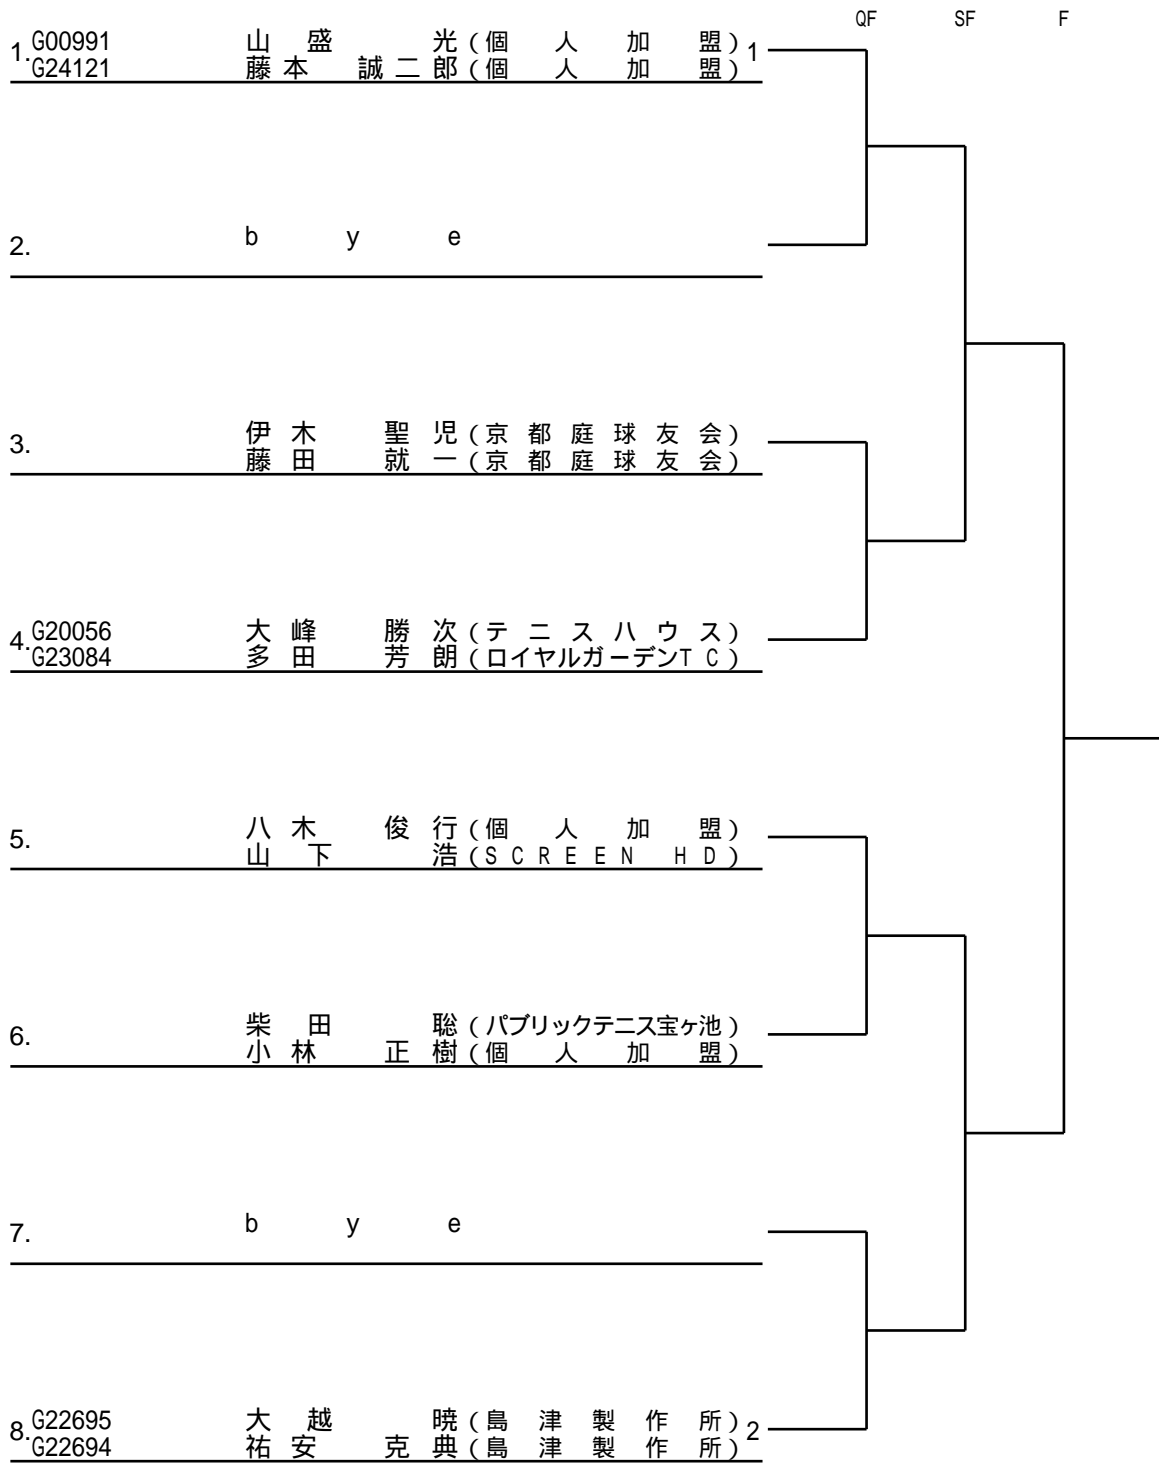 QF SF F
1. G00991 山盛 光(個人加盟) 1
G24121 藤本 誠二郎(個人加盟)
2. bye
3. 伊木 聖児(京都庭球友会)
藤田 就一(京都庭球友会)
4. G20056 大峰 勝次(テニスハウス)
G23084 多田 芳朗(ロイヤルガーデンTC)
5. 八木 俊行(個人加盟)
山下 浩(SCREEN HD)
6. 柴田 聡(パブリックテニス宝ヶ池)
小林 正樹(個人加盟)
7. bye
8. G22695 大越 暁(島津製作所) 2
G22694 祐安 克典(島津製作所)